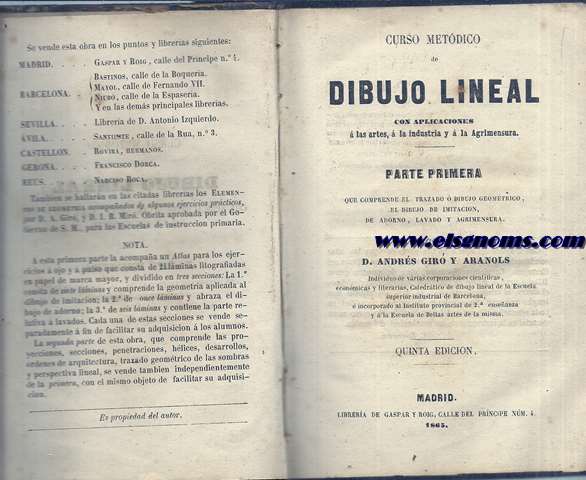 Se vende esta obra en los puntos y librerias siguientes:
MADRID. . . . GASPAR Y ROIG, calle del Principe n.° 4.
BASTINOS, calle de la Boqueria.
BARCELONA. MAYOL, calle de Fernando VII.
NIUBÓ, calle de la Espaseria.
Y en las demás principales librerias.
SEVILLA. . . . Librería de D. Antonio Izquierdo.
ÁVILA. . . . calle de la Rua, n.° 3.
CASTELLON. ROVIRA, HERMANOS.
GERONA. . . . FRANCISCO DORCA.
REUS. . . . NARCISO ROCA.
Tambien se hallarán en las citadas librerías los ELEMEN-
TOS DE GEOMETRIA acompañados de algunos ejercicios prácticos,
por D. A. Giró, y D. I. R. Miró. Obrita aprobada por el Go-
bierno de S. M., para las Escuelas de instruccion primaria.
NOTA.
Á esta primera parte la acompaña un Atlas para los ejer-
cicios á ojo y á pulso que consta de 28 láminas litografiadas
en papel de marca mayor, y dividido en tres secciones: La 1.ª
consta de siete láminas y comprende la geometría aplicada al
dibujo de imitacion; la 2.ª de once láminas y abraza el di-
bujo de adorno; la 3.ª de seis láminas y contiene la parte re-
lativa á lavados. Cada una de estas secciones se vende sepa-
radamente á fin de facilitar su adquisicion á los alumnos.
La segunda parte de esta obra, que comprende las pro-
yecciones, secciones, penetraciones, hélices, desarrollos,
órdenes de arquitectura, trazado geométrico de las sombras
y perspectiva lineal, se vende tambien independientemente
de la primera, con el mismo objeto de facilitar su adquisi-
cion.
Es propiedad del autor.
CURSO METÓDICO
de
DIBUJO LINEAL
CON APLICACIONES
á las artes, á la industria y á la Agrimensura.
PARTE PRIMERA
QUE COMPRENDE EL TRAZADO Ó DIBUJO GEOMETRICO,
EL DIBUJO DE IMITACION,
DE ADORNO, LAVADO Y AGRIMENSURA.
www.elsgnoms.com
D. ANDRÉS GIRÓ Y ARANOLS
Individuo de varias corporaciones científicas,
económicas y literarias, Catedrático de dibujo lineal de la Escuela
superior industrial de Barcelona,
é incorporado al Instituto provincial de 2.ª enseñanza
y á la Escuela de Bellas artes de la misma.
QUINTA EDICION.
MADRID.
LIBRERÍA DE GASPAR Y ROIG, CALLE DEL PRÍNCIPE NÚM. 4.
1865.